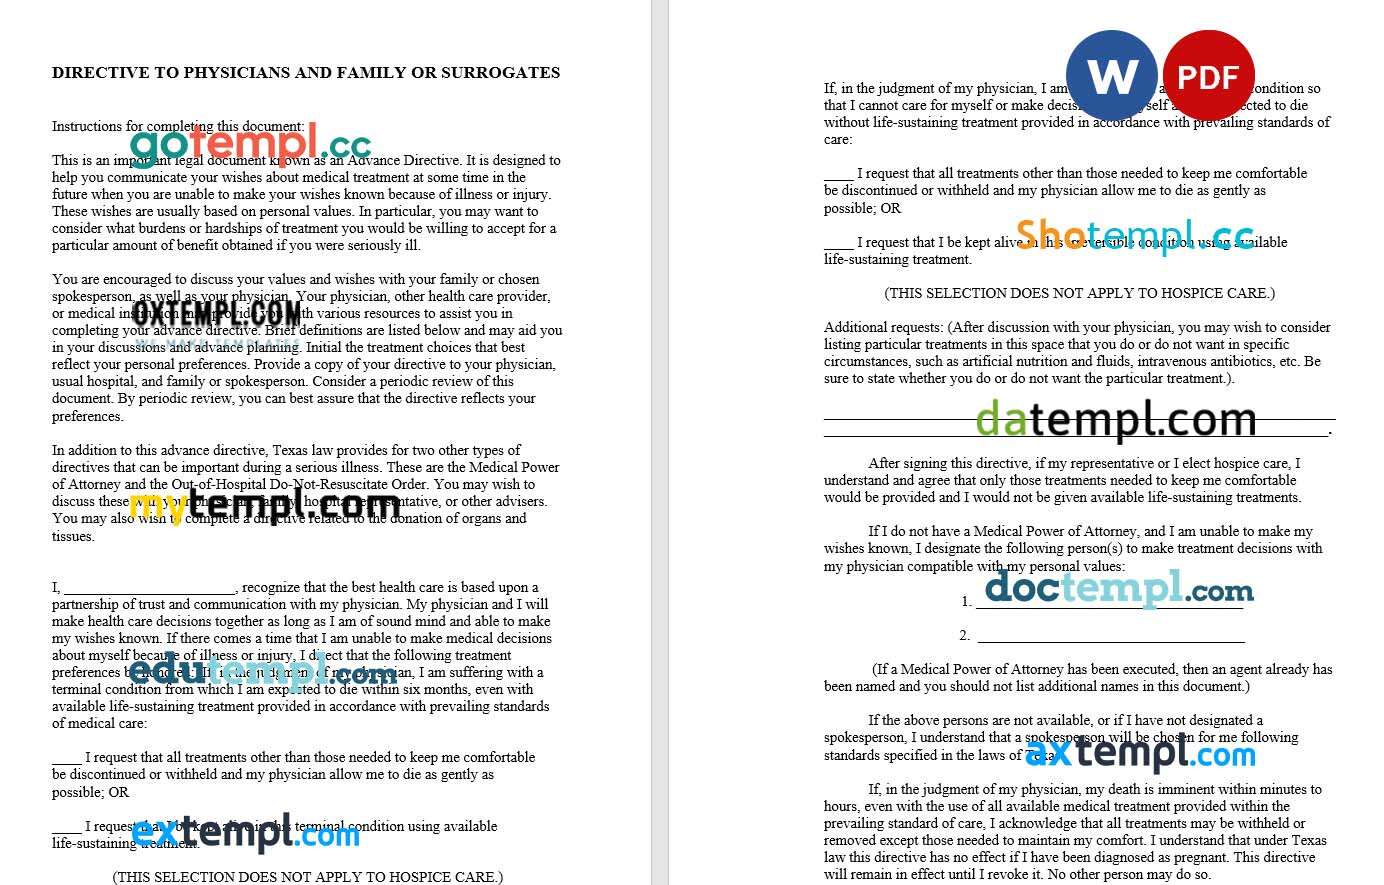 DIRECTIVE TO PHYSICIANS AND FAMILY OR SURROGATES
Instructions for completing this document:
gotempl.cc
This is an important legal document known as an Advance Directive. It is designed to
help you communicate your wishes about medical treatment at some time in the
future when you are unable to make your wishes known because of illness or injury.
These wishes are usually based on personal values. In particular, you may want to
consider what burdens or hardships of treatment you would be willing to accept for a
particular amount of benefit obtained if you were seriously ill.
You are encouraged to discuss your values and wishes with your family or chosen
spokesperson, as well as your physician. Your physician, other health care provider,
OXTEMPL.COM
or medical institution may provide you with various resources to assist you in
completing your advance directive. Brief definitions are listed below and may aid you
WE MAKE TEMPLATES
in your discussions and advance planning. Initial the treatment choices that best
reflect your personal preferences. Provide a copy of your directive to your physician,
usual hospital, and family or spokesperson. Consider a periodic review of this
document. By periodic review, you can best assure that the directive reflects your
preferences.
In addition to this advance directive, Texas law provides for two other types of
directives that can be important during a serious illness. These are the Medical Power
of Attorney and the Out-of-Hospital Do-Not-Resuscitate Order. You may wish to
discuss these with your physician, family, hospital representative, or other advisers.
mytempl.com
You may also wish to complete a directive related to the donation of organs and
tissues.
I, ______________________, recognize that the best health care is based upon a
partnership of trust and communication with my physician. My physician and I will
make health care decisions together as long as I am of sound mind and able to make
my wishes known. If there comes a time that I am unable to make medical decisions
about myself because of illness or injury, I direct that the following treatment
preferences be honored: If, in the judgment of my physician, I am suffering with a
edutempl.com
terminal condition from which I am expected to die within six months, even with
available life-sustaining treatment provided in accordance with prevailing standards
of medical care:
____ I request that all treatments other than those needed to keep me comfortable
be discontinued or withheld and my physician allow me to die as gently as
possible; OR
____ I request that I be kept alive in this terminal condition using available
extempl.com
life-sustaining treatment.
(THIS SELECTION DOES NOT APPLY TO HOSPICE CARE.)
W PDF
If, in the judgment of my physician, I am condition so
that I cannot care for myself or make expected to die
without life-sustaining treatment provided in accordance with prevailing standards of
care:
____ I request that all treatments other than those needed to keep me comfortable
be discontinued or withheld and my physician allow me to die as gently as
possible; OR
Shotempl.cc
____ I request that I be kept alive in this irreversible condition using available
life-sustaining treatment.
(THIS SELECTION DOES NOT APPLY TO HOSPICE CARE.)
Additional requests: (After discussion with your physician, you may wish to consider
listing particular treatments in this space that you do or do not want in specific
circumstances, such as artificial nutrition and fluids, intravenous antibiotics, etc. Be
sure to state whether you do or do not want the particular treatment.).
datempl.com
After signing this directive, if my representative or I elect hospice care, I
understand and agree that only those treatments needed to keep me comfortable
would be provided and I would not be given available life-sustaining treatments.
If I do not have a Medical Power of Attorney, and I am unable to make my
wishes known, I designate the following person(s) to make treatment decisions with
my physician compatible with my personal values:
doctempl.com
1.
2.
(If a Medical Power of Attorney has been executed, then an agent already has
been named and you should not list additional names in this document.)
If the above persons are not available, or if I have not designated a
spokesperson, I understand that a spokesperson will be chosen for me following
standards specified in the laws of Texas.
axtempl.com
If, in the judgment of my physician, my death is imminent within minutes to
hours, even with the use of all available medical treatment provided within the
prevailing standard of care, I acknowledge that all treatments may be withheld or
removed except those needed to maintain my comfort. I understand that under Texas
law this directive has no effect if I have been diagnosed as pregnant. This directive
will remain in effect until I revoke it. No other person may do so.